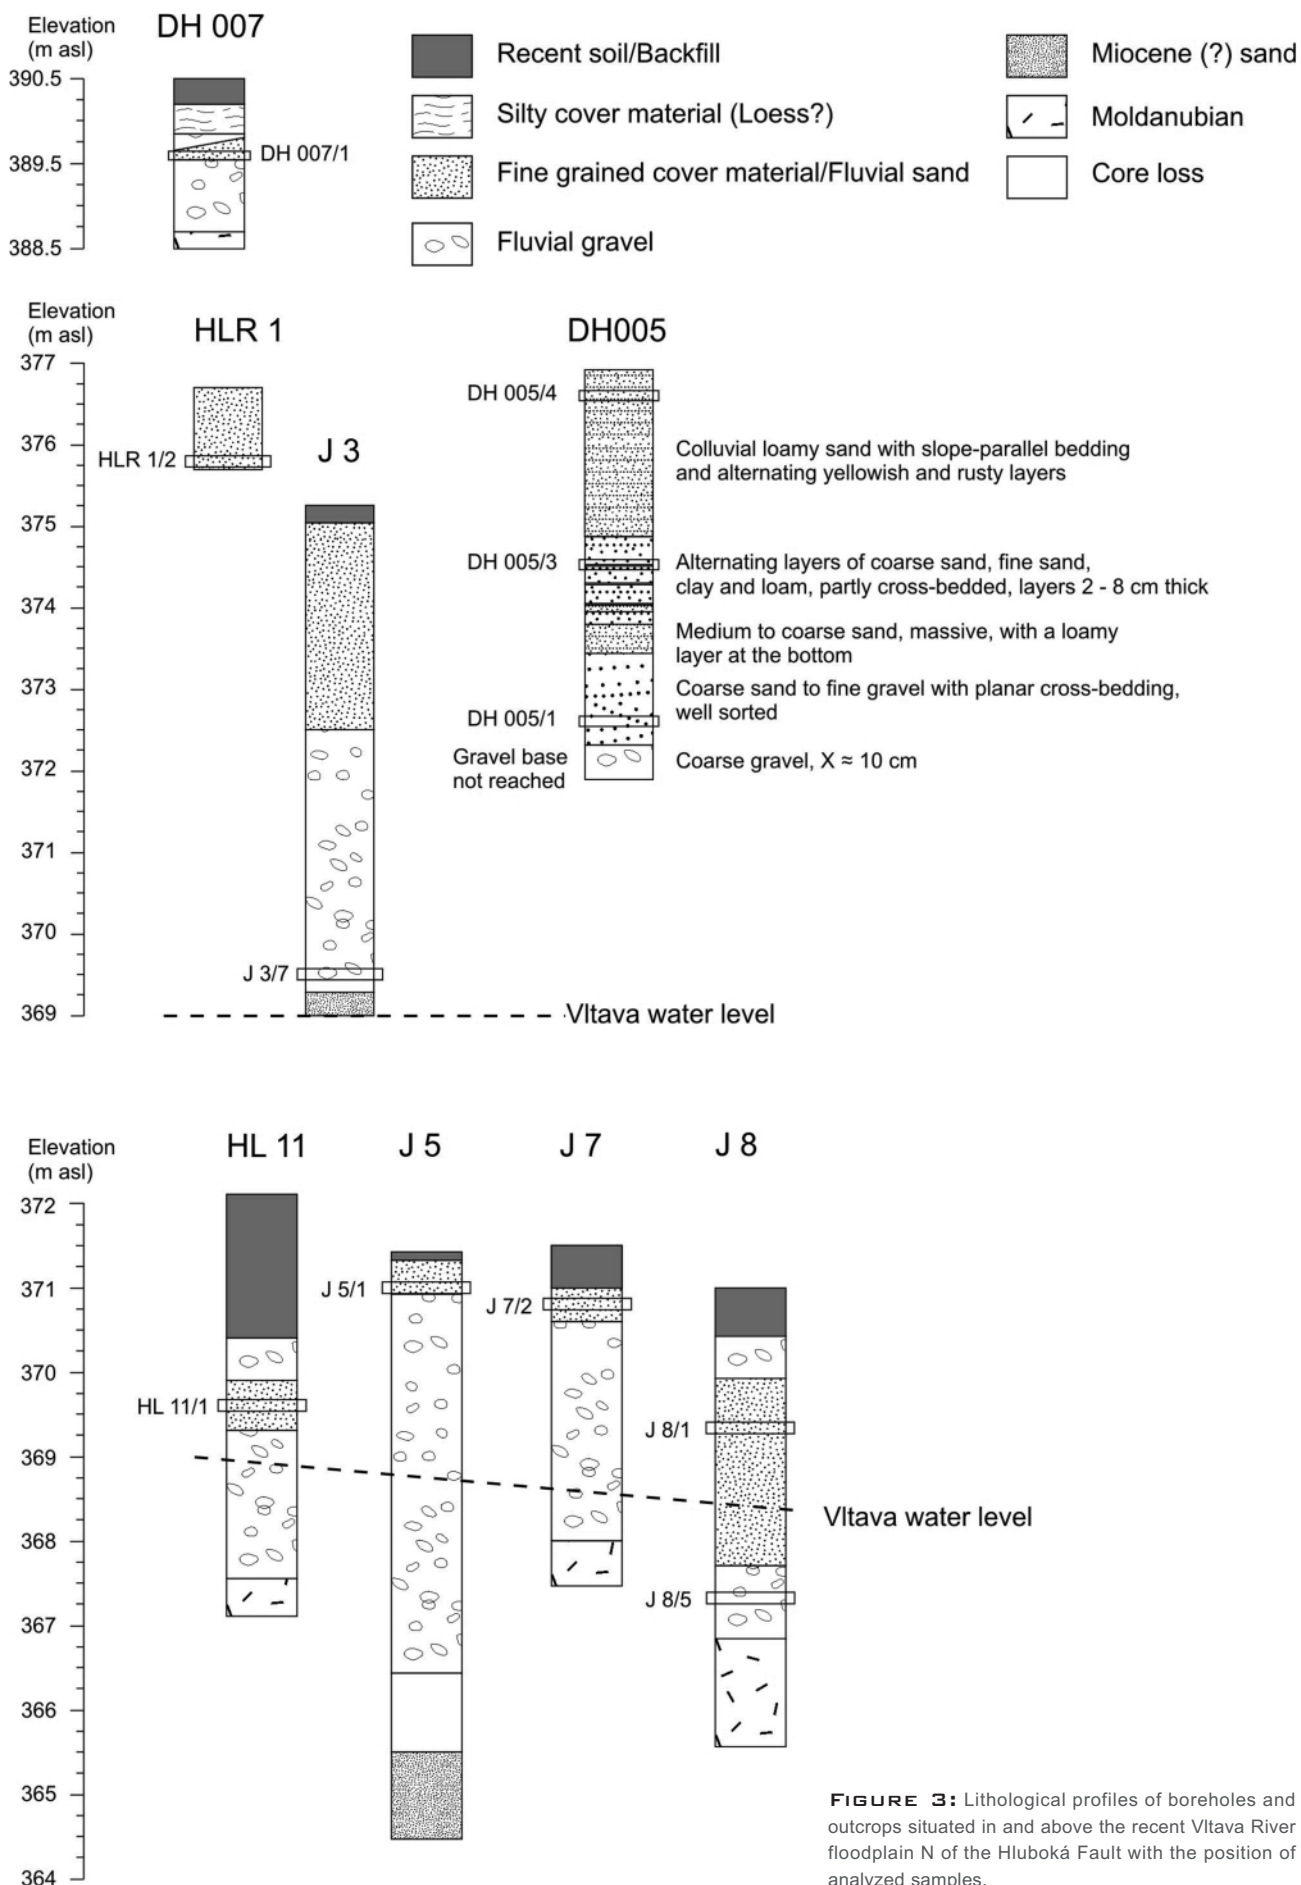 Elevation
(m asl)
DH 007
390.5
389.5
388.5
DH 007/1
Recent soil/Backfill
Silty cover material (Loess?)
Fine grained cover material/Fluvial sand
Fluvial gravel
Miocene (?) sand
Moldanubian
Core loss
Elevation
(m asl)
HLR 1
DH005
J 3
377
376
375
374
373
372
371
370
369
HLR 1/2
J 3/7
DH 005/4
DH 005/3
DH 005/1
Gravel base
not reached
Colluvial loamy sand with slope-parallel bedding
and alternating yellowish and rusty layers
Alternating layers of coarse sand, fine sand,
clay and loam, partly cross-bedded, layers 2 - 8 cm thick
Medium to coarse sand, massive, with a loamy
layer at the bottom
Coarse sand to fine gravel with planar cross-bedding,
well sorted
Coarse gravel, X ≈ 10 cm
Vltava water level
Elevation
(m asl)
HL 11
J 5
J 7
J 8
372
371
370
369
368
367
366
365
364
HL 11/1
J 5/1
J 7/2
J 8/1
J 8/5
Vltava water level
FIGURE 3: Lithological profiles of boreholes and
outcrops situated in and above the recent Vltava River
floodplain N of the Hluboká Fault with the position of
analyzed samples.